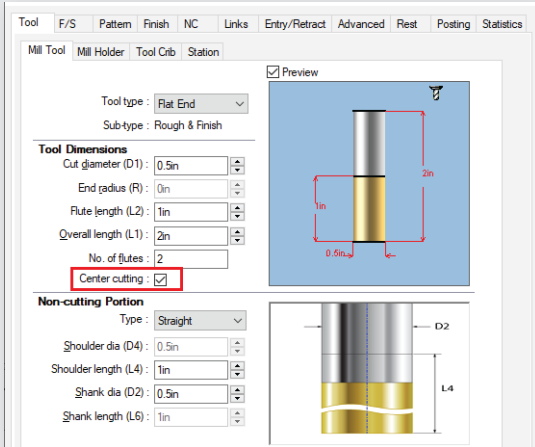 Tool F/S Pattern Finish NC Links Entry/Retract Advanced Rest Posting Statistics
Mill Tool Mill Holder Tool Crib Station
Preview
Tool type : Flat End
Sub-type : Rough & Finish
Tool Dimensions
Cut diameter (D1) : 0.5in
End radius (R) : 0in
Flute length (L2) : 1in
Overall length (L1) : 2in
No. of flutes : 2
Center cutting :
2in
1in
0.5in
Non-cutting Portion
Type : Straight
Shoulder dia (D4) : 0.5in
Shoulder length (L4) : 1in
Shank dia (D2) : 0.5in
Shank length (L6) : 1in
D2
L4